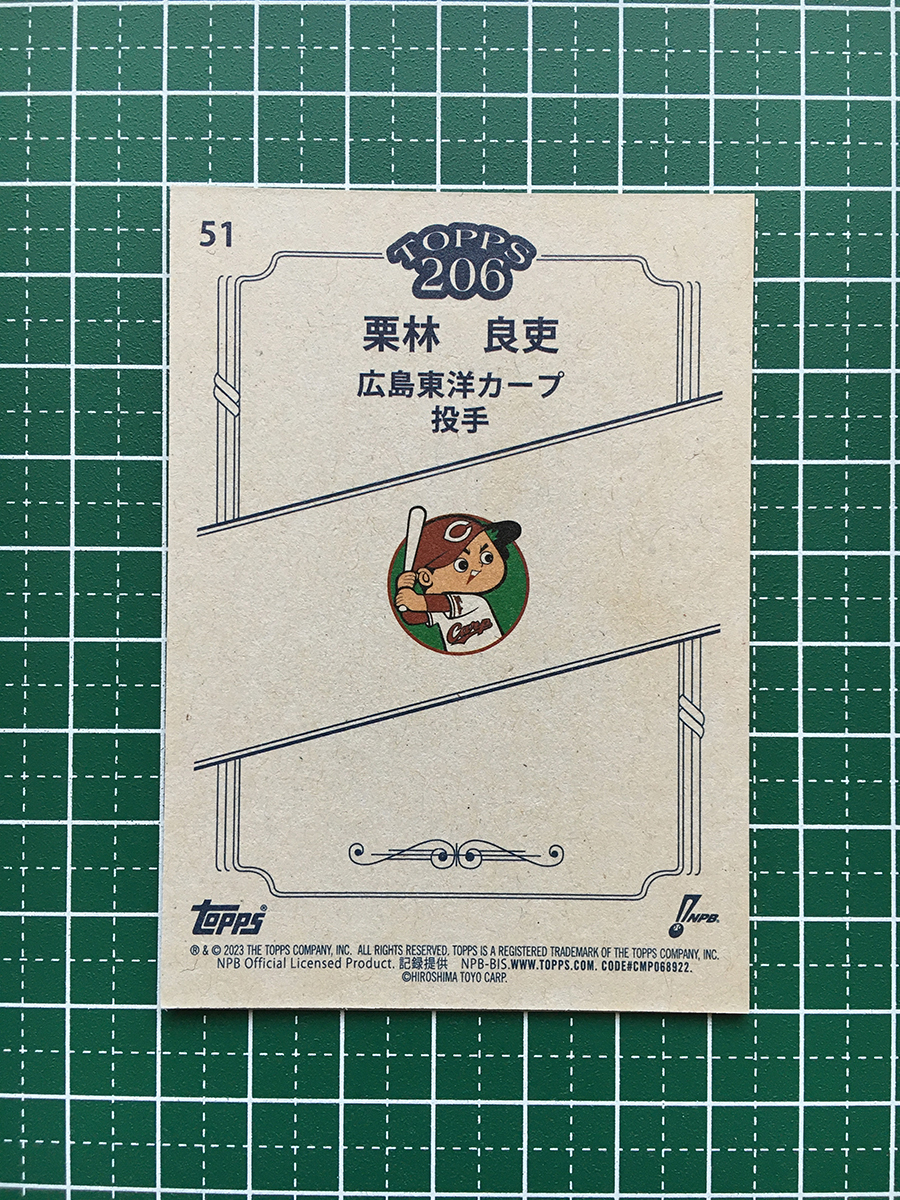 51
TOPPS
206
栗林 良吏
広島東洋カープ
投手
C
Carp
topps®
NPB®
® & © 2023 THE TOPPS COMPANY, INC. ALL RIGHTS RESERVED. TOPPS IS A REGISTERED TRADEMARK OF THE TOPPS COMPANY, INC.
NPB Official Licensed Product. 記録提供 NPB-BIS.WWW.TOPPS.COM. CODE#CMP068922.
©HIROSHIMA TOYO CARP.